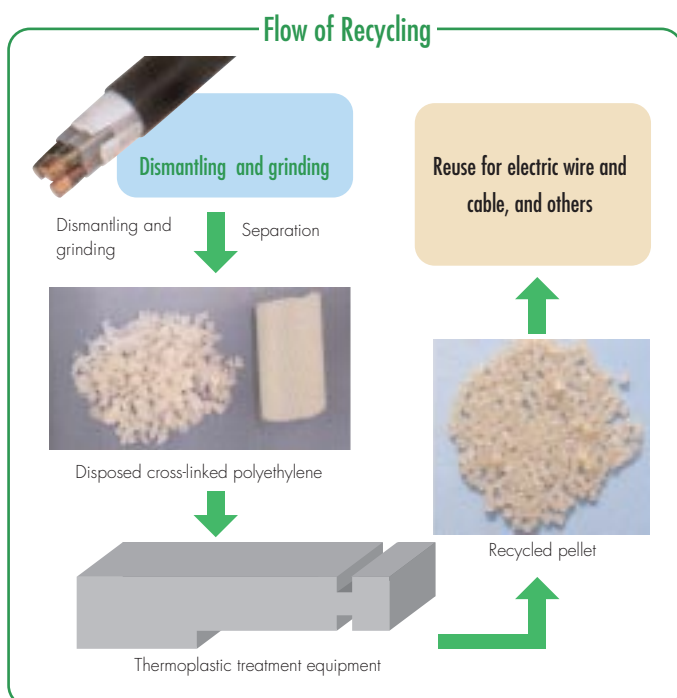 Flow of Recycling
Dismantling and grinding
Dismantling and
grinding
Separation
Disposed cross-linked polyethylene
Thermoplastic treatment equipment
Recycled pellet
Reuse for electric wire and
cable, and others